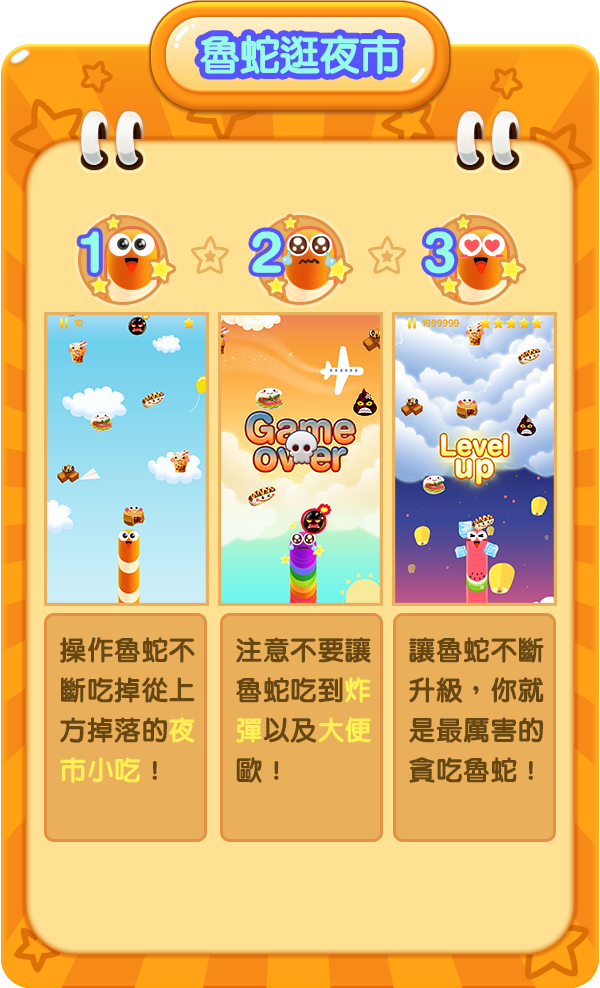 魯蛇逛夜市
1
2
3
10
Game
over
1999999
Level
up
操作魯蛇不
斷吃掉從上
方掉落的夜
市小吃！
注意不要讓
魯蛇吃到炸
彈以及大便
歐！
讓魯蛇不斷
升級，你就
是最厲害的
貪吃魯蛇！